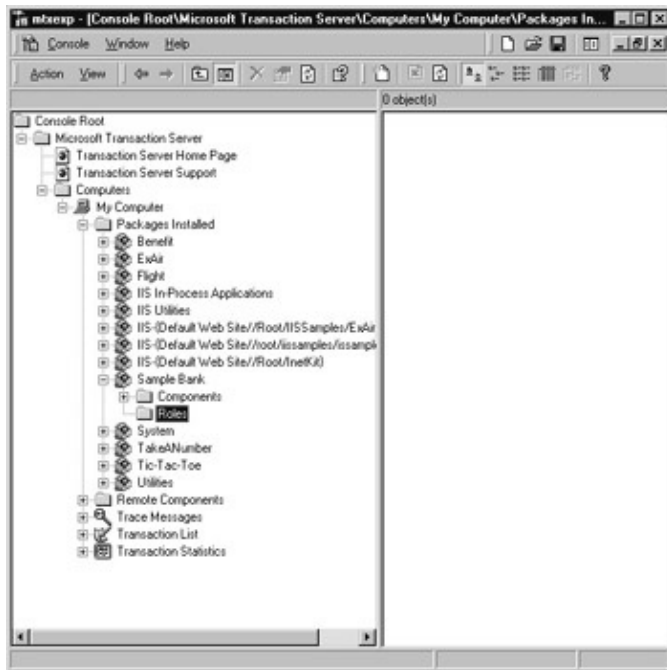 mtxexp - [Console Root\Microsoft Transaction Server\Computers\My Computer\Packages In...
Console Window Help
Action View
0 object(s)
Console Root
Microsoft Transaction Server
Transaction Server Home Page
Transaction Server Support
Computers
My Computer
Packages Installed
Benefit
ExAir
Flight
IIS In-Process Applications
IIS Utilities
IIS-{Default Web Site//Root/IISSamples/ExAir
IIS-{Default Web Site//root/iissamples/issampl
IIS-{Default Web Site//Root/InetKit}
Sample Bank
Components
Roles
System
TakeANumber
Tic-Tac-Toe
Utilities
Remote Components
Trace Messages
Transaction List
Transaction Statistics